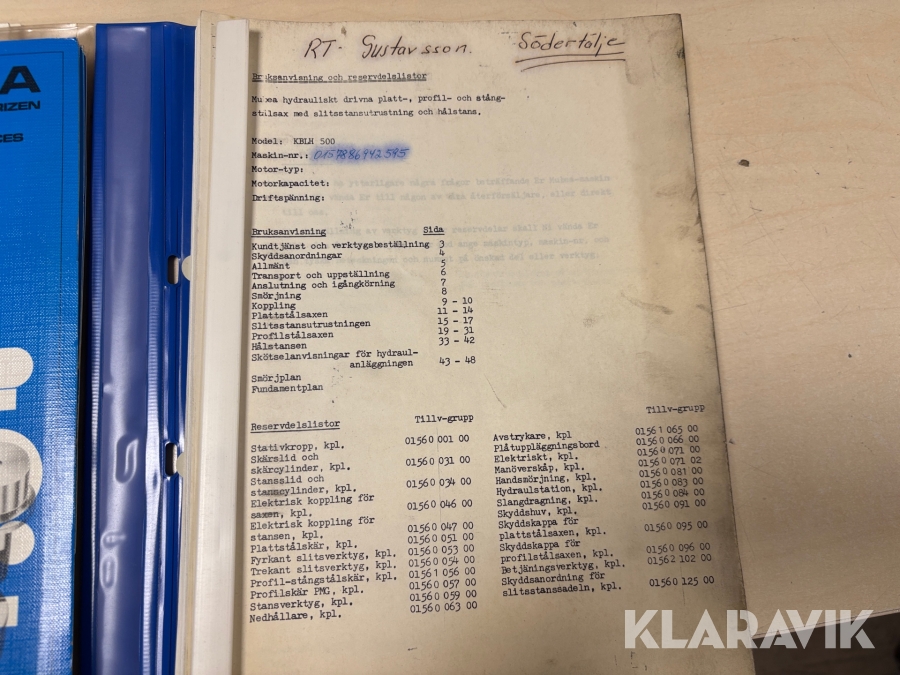 A
RIZEN
CES
RT- Gustavsson. Södertälje
Bruksanvisning och reservdelslistor
Mubea hydrauliskt drivna platt-, profil- och stång-
stålsax med slitsstansutrustning och hålstans.
Model: KBLH 500
Maskin-nr.: 0157886942595
Motor-typ:
Motorkapacitet:
Driftspänning:
Bruksanvisning Sida
Kundtjänst och verktygsbeställning 3
Skyddsanordningar 4
Allmänt 5
Transport och uppställning 6
Anslutning och igångkörning 7
Smörjning 8
Koppling 9 - 10
Plattstålsaxen 11 - 14
Slitsstansutrustningen 15 - 17
Profilstålsaxen 19 - 31
Hålstansen 33 - 42
Skötselanvisningar för hydraul-
anläggningen 43 - 48
Smörjplan
Fundamentplan
Reservdelslistor Tillv-grupp
Stativkropp, kpl. 01560 001 00
Skärslid och
skärcylinder, kpl. 01560 031 00
Stansslid och
stanscylinder, kpl. 01560 034 00
Elektrisk koppling för
saxen, kpl. 01560 046 00
Elektrisk koppling för
stansen, kpl. 01560 047 00
Plattstålskär, kpl. 01560 051 00
Fyrkant slitsverktyg, kpl. 01560 053 00
Trekant slitsverktyg, kpl. 01560 054 00
Profil-stångstålskär, kpl. 01561 056 00
Profilskär PMG, kpl. 01560 057 00
Stansverktyg, kpl. 01560 059 00
Nedhållare, kpl. 01560 063 00
Tillv-grupp
Avstrykare, kpl 01561 065 00
Plåtuppläggningsbord 01560 066 00
Elektriskt, kpl. 01560 071 00
Manöverskåp, kpl. 01560 071 02
Handsmörjning, kpl. 01560 081 00
Hydraulstation, kpl. 01560 083 00
Slangdragning, kpl. 01560 084 00
Skyddshuv, kpl. 01560 091 00
Skyddskappa för
plattstålsaxen, kpl. 01560 095 00
Skyddskappa för
profilstålsaxen, kpl. 01560 096 00
Betjäningsverktyg, kpl. 01562 102 00
Skyddsanordning för
slitsstanssadeln, kpl. 01560 125 00
KLARAVIK